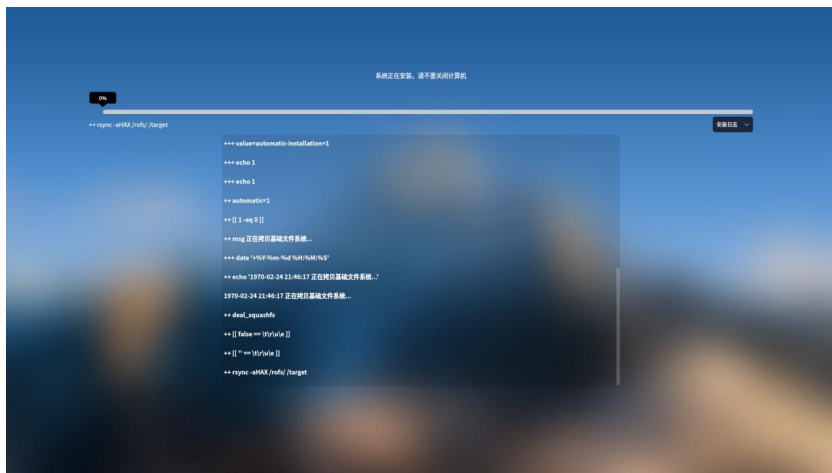 系统正在安装，请不要关闭计算机
0%
++ rsync -aHAX /rofs/ /target
安装日志
+++ value=automatic-installation=1
+++ echo 1
+++ echo 1
++ automatic=1
++ [[ 1 -eq 0 ]]
++ msg 正在拷贝基础文件系统...
+++ date '+%Y-%m-%d %H:%M:%S'
++ echo '1970-02-24 21:46:17 正在拷贝基础文件系统...'
1970-02-24 21:46:17 正在拷贝基础文件系统...
++ deal_squashfs
++ [[ false == \t\r\u\e ]]
++ [[ '' == \t\r\u\e ]]
++ rsync -aHAX /rofs/ /target